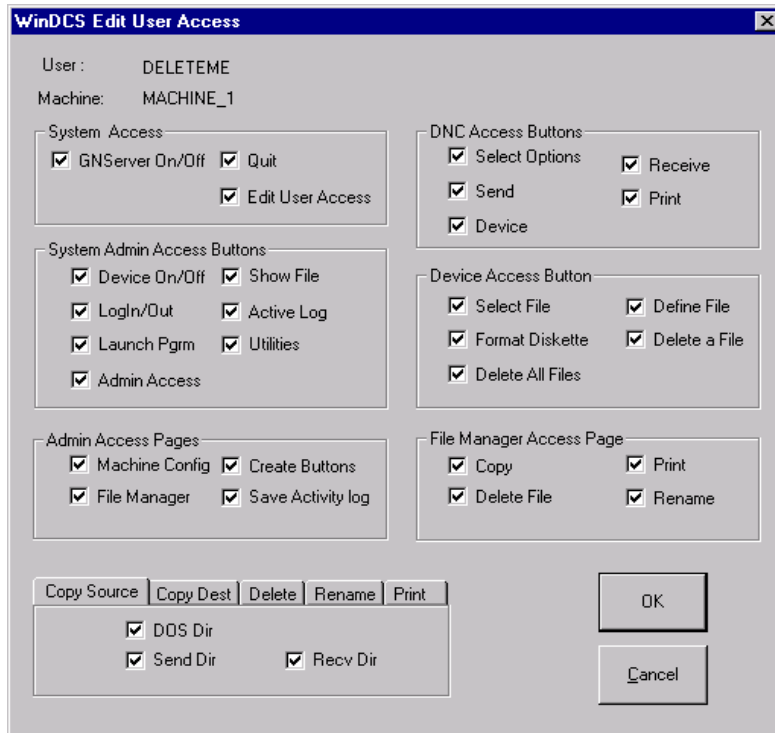 WinDCS Edit User Access
User : DELETEME
Machine: MACHINE_1
System Access
GNServer On/Off Quit
Edit User Access
DNC Access Buttons
Select Options Receive
Send Print
Device
System Admin Access Buttons
Device On/Off Show File
LogIn/Out Active Log
Launch Pgrm Utilities
Admin Access
Device Access Button
Select File Define File
Format Diskette Delete a File
Delete All Files
Admin Access Pages
Machine Config Create Buttons
File Manager Save Activity log
File Manager Access Page
Copy Print
Delete File Rename
Copy Source Copy Dest Delete Rename Print
DOS Dir
Send Dir Recv Dir
OK
Cancel